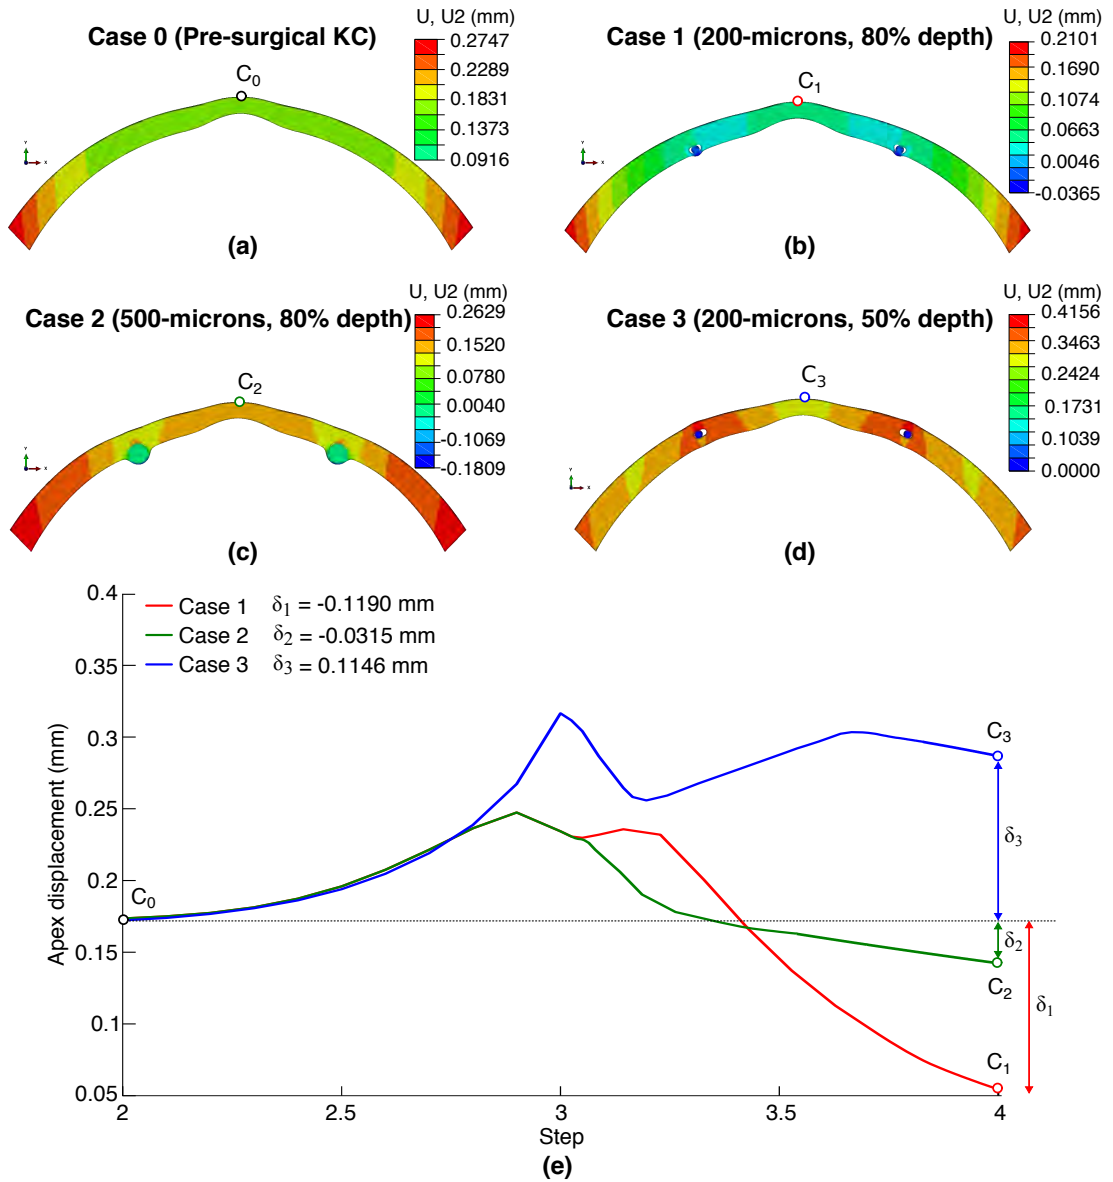 U, U2 (mm)
Case 0 (Pre-surgical KC)
0.2747
0.2289
0.1831
0.1373
0.0916
C0
Y
X
(a)
U, U2 (mm)
Case 1 (200-microns, 80% depth)
0.2101
0.1690
0.1074
0.0663
0.0046
-0.0365
C1
Y
X
(b)
U, U2 (mm)
Case 2 (500-microns, 80% depth)
0.2629
0.1520
0.0780
0.0040
-0.1069
-0.1809
C2
Y
X
(c)
U, U2 (mm)
Case 3 (200-microns, 50% depth)
0.4156
0.3463
0.2424
0.1731
0.1039
0.0000
C3
Y
X
(d)
Case 1 δ1 = -0.1190 mm
Case 2 δ2 = -0.0315 mm
Case 3 δ3 = 0.1146 mm
Apex displacement (mm)
0.4
0.35
0.3
0.25
0.2
0.15
0.1
0.05
C0
C3
δ3
δ2
C2
δ1
C1
2
2.5
3
3.5
4
Step
(e)